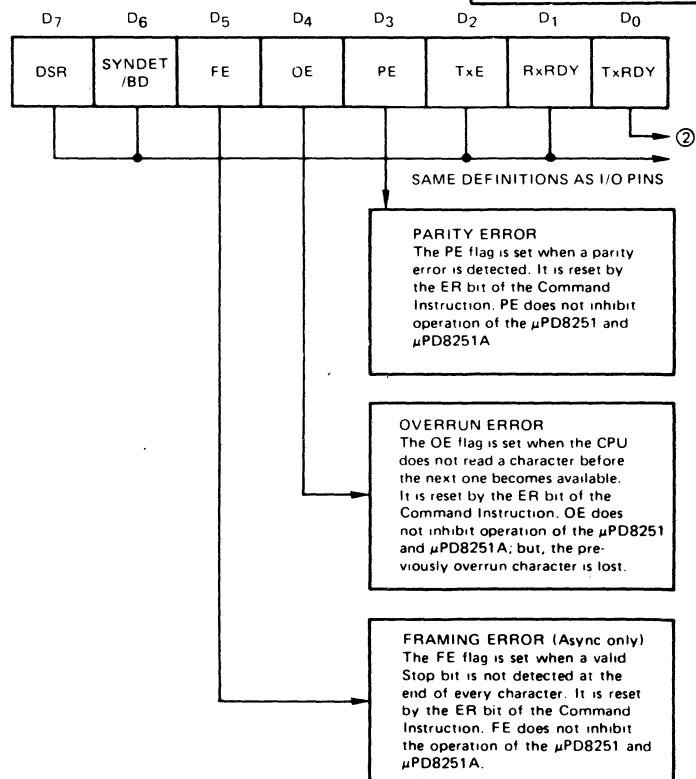 D7 D6 D5 D4 D3 D2 D1 D0
DSR SYNDET/BD FE OE PE TxE RxRDY TxRDY
②
SAME DEFINITIONS AS I/O PINS
PARITY ERROR
The PE flag is set when a parity
error is detected. It is reset by
the ER bit of the Command
Instruction. PE does not inhibit
operation of the μPD8251 and
μPD8251A
OVERRUN ERROR
The OE flag is set when the CPU
does not read a character before
the next one becomes available.
It is reset by the ER bit of the
Command Instruction. OE does
not inhibit operation of the μPD8251
and μPD8251A; but, the pre-
viously overrun character is lost.
FRAMING ERROR (Async only)
The FE flag is set when a valid
Stop bit is not detected at the
end of every character. It is reset
by the ER bit of the Command
Instruction. FE does not inhibit
the operation of the μPD8251 and
μPD8251A.